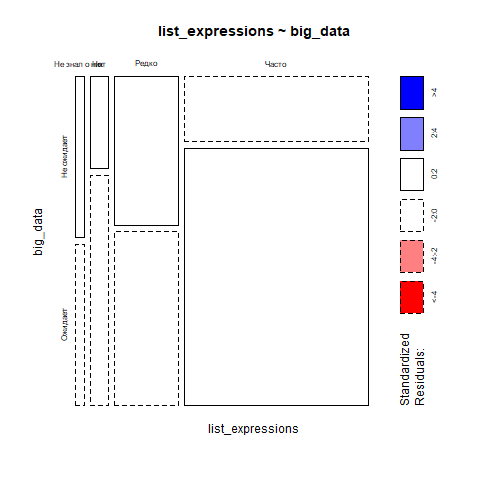 list_expressions ~ big_data
Не знал о них
Нет
Редко
Часто
Не ожидает
Ожидает
big_data
list_expressions
>4
2:4
0:2
-2:0
-4:-2
<-4
Standardized
Residuals: